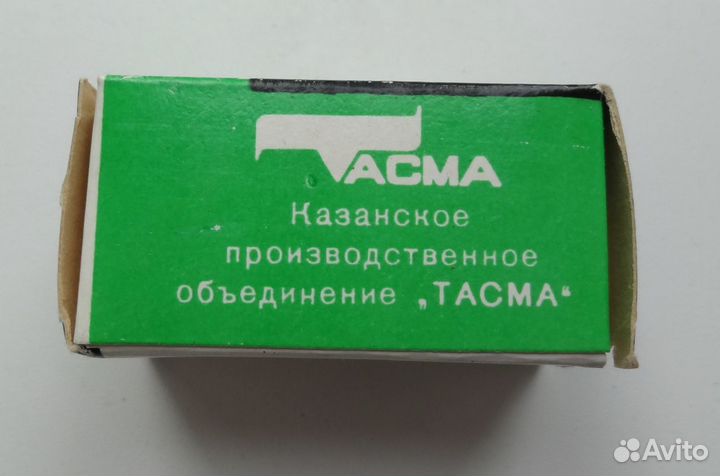 ТАСМА
Казанское
производственное
объединение „ТАСМА“
Avito